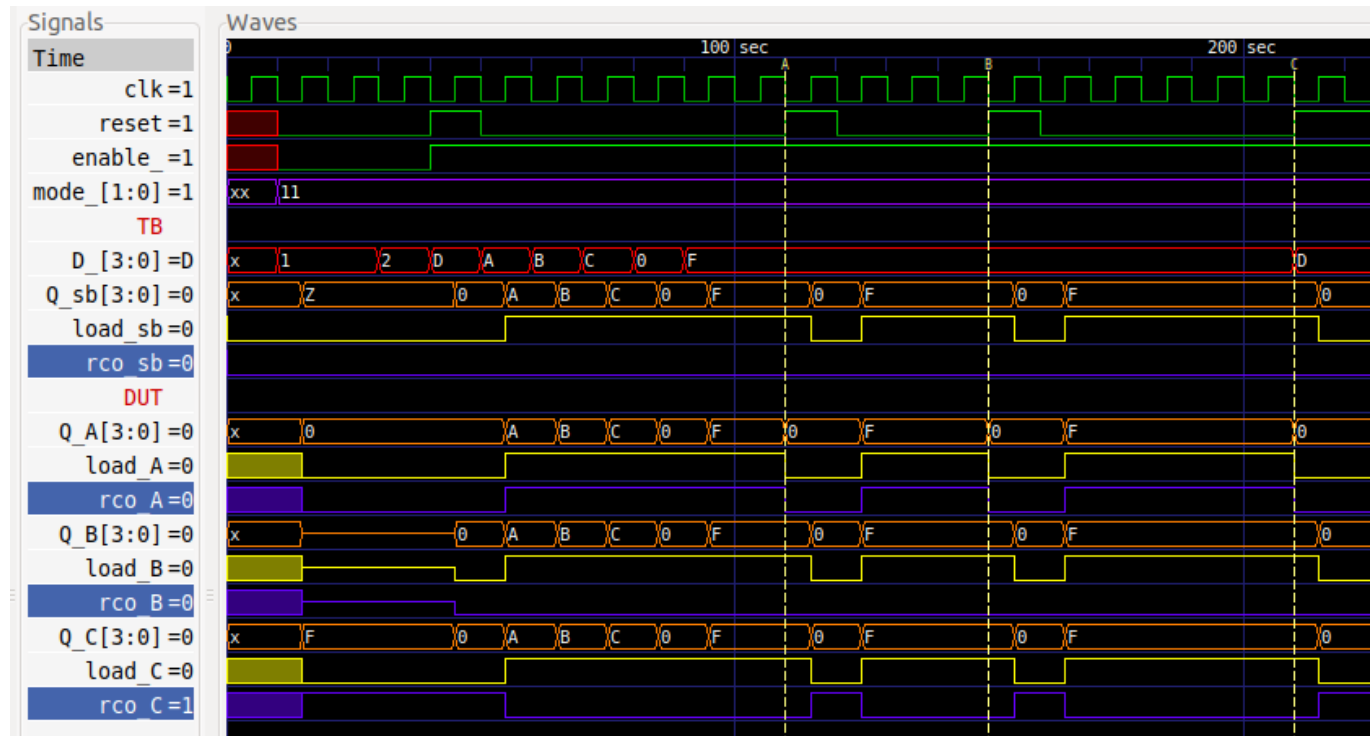 Signals Waves
Time 0 100 sec 200 sec
A B C
clk =1
reset =1
enable_ =1
mode_[1:0] =1 xx 11
TB
D_[3:0] =D x 1 2 D A B C 0 F D
Q_sb[3:0] =0 x Z 0 A B C 0 F 0 F 0 F 0
load_sb =0
rco_sb =0
DUT
Q_A[3:0] =0 x 0 A B C 0 F 0 F 0 F 0
load_A =0
rco_A =0
Q_B[3:0] =0 x 0 A B C 0 F 0 F 0 F 0
load_B =0
rco_B =0
Q_C[3:0] =0 x F 0 A B C 0 F 0 F 0 F 0
load_C =0
rco_C =1